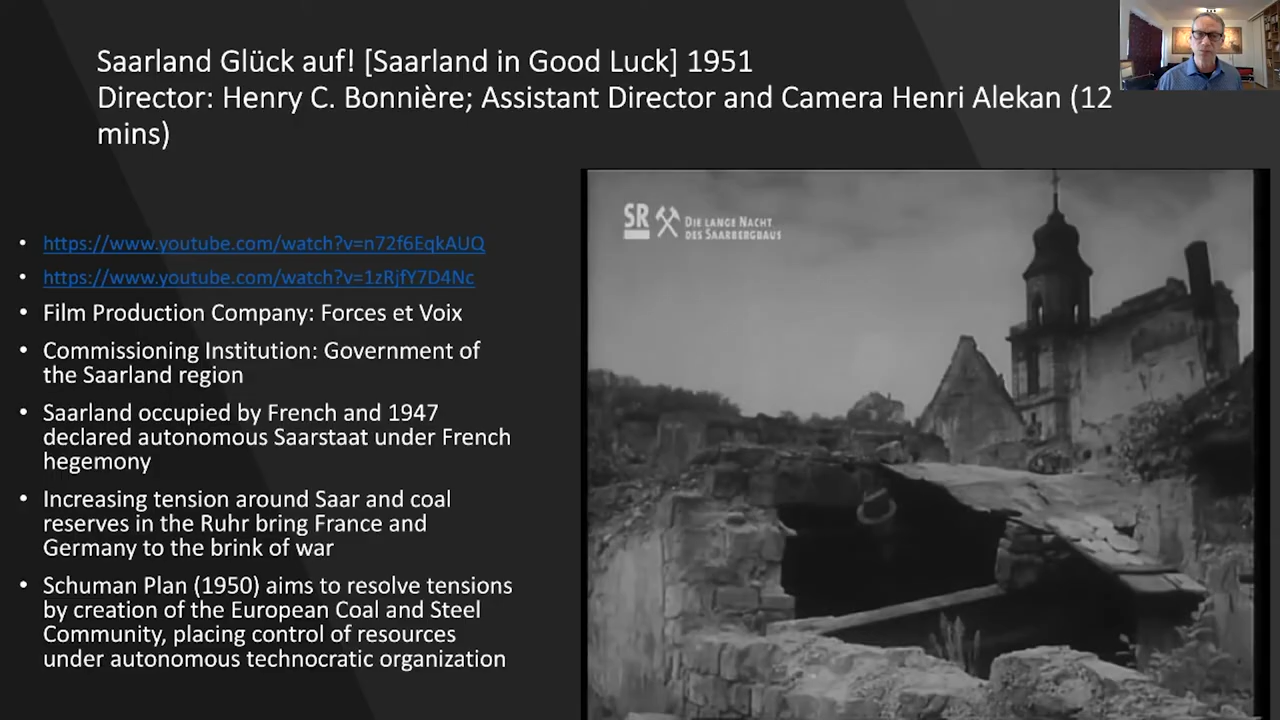 Saarland Glück auf! [Saarland in Good Luck] 1951
Director: Henry C. Bonnière; Assistant Director and Camera Henri Alekan (12
mins)
• https://www.youtube.com/watch?v=n72f6EqkAUQ
• https://www.youtube.com/watch?v=1zRjfY7D4Nc
• Film Production Company: Forces et Voix
• Commissioning Institution: Government of
the Saarland region
• Saarland occupied by French and 1947
declared autonomous Saarstaat under French
hegemony
• Increasing tension around Saar and coal
reserves in the Ruhr bring France and
Germany to the brink of war
• Schuman Plan (1950) aims to resolve tensions
by creation of the European Coal and Steel
Community, placing control of resources
under autonomous technocratic organization
SR
DIE LANGE NACHT
DES SAARBERGBAUS